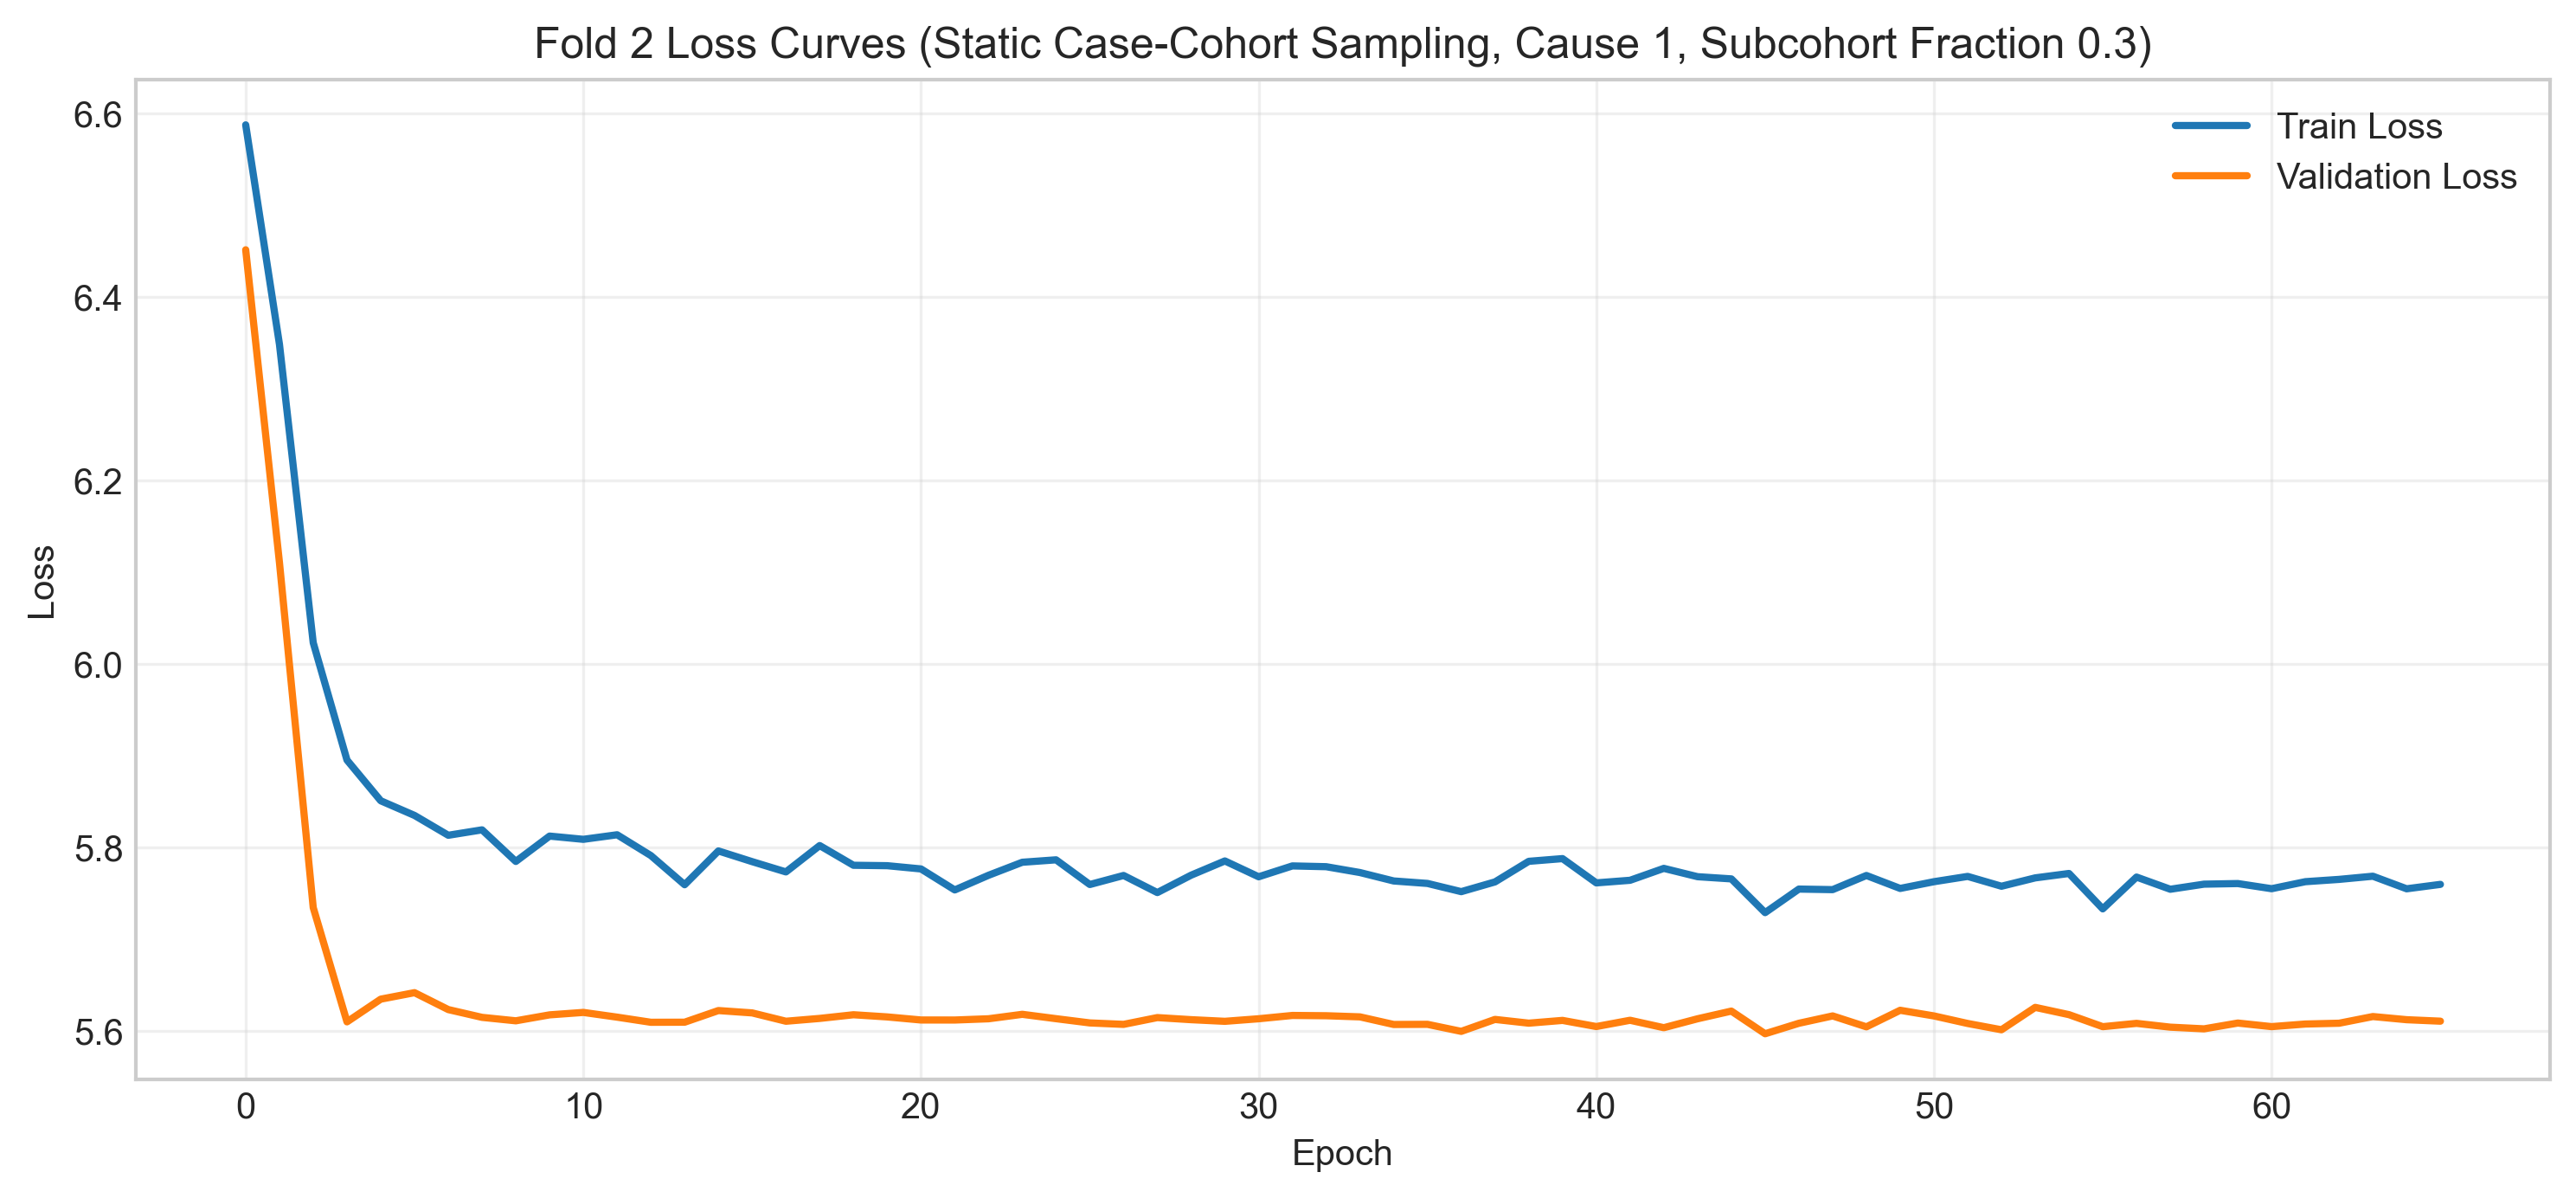 Fold 2 Loss Curves (Static Case-Cohort Sampling, Cause 1, Subcohort Fraction 0.3)
Train Loss
Validation Loss
Loss
6.6
6.4
6.2
6.0
5.8
5.6
0 10 20 30 40 50 60
Epoch